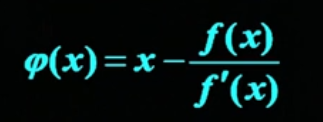 φ(x) = x − f(x) / f′(x)